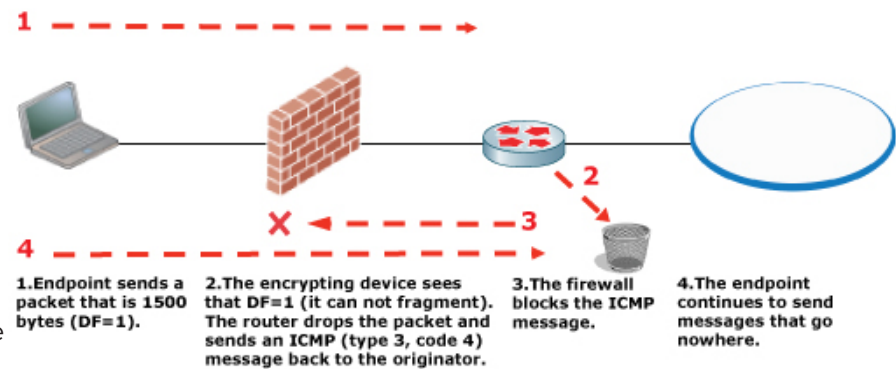 1
2
3
4
1.Endpoint sends a
packet that is 1500
bytes (DF=1).
2.The encrypting device sees
that DF=1 (it can not fragment).
The router drops the packet and
sends an ICMP (type 3, code 4)
message back to the originator.
3.The firewall
blocks the ICMP
message.
4.The endpoint
continues to send
messages that go
nowhere.